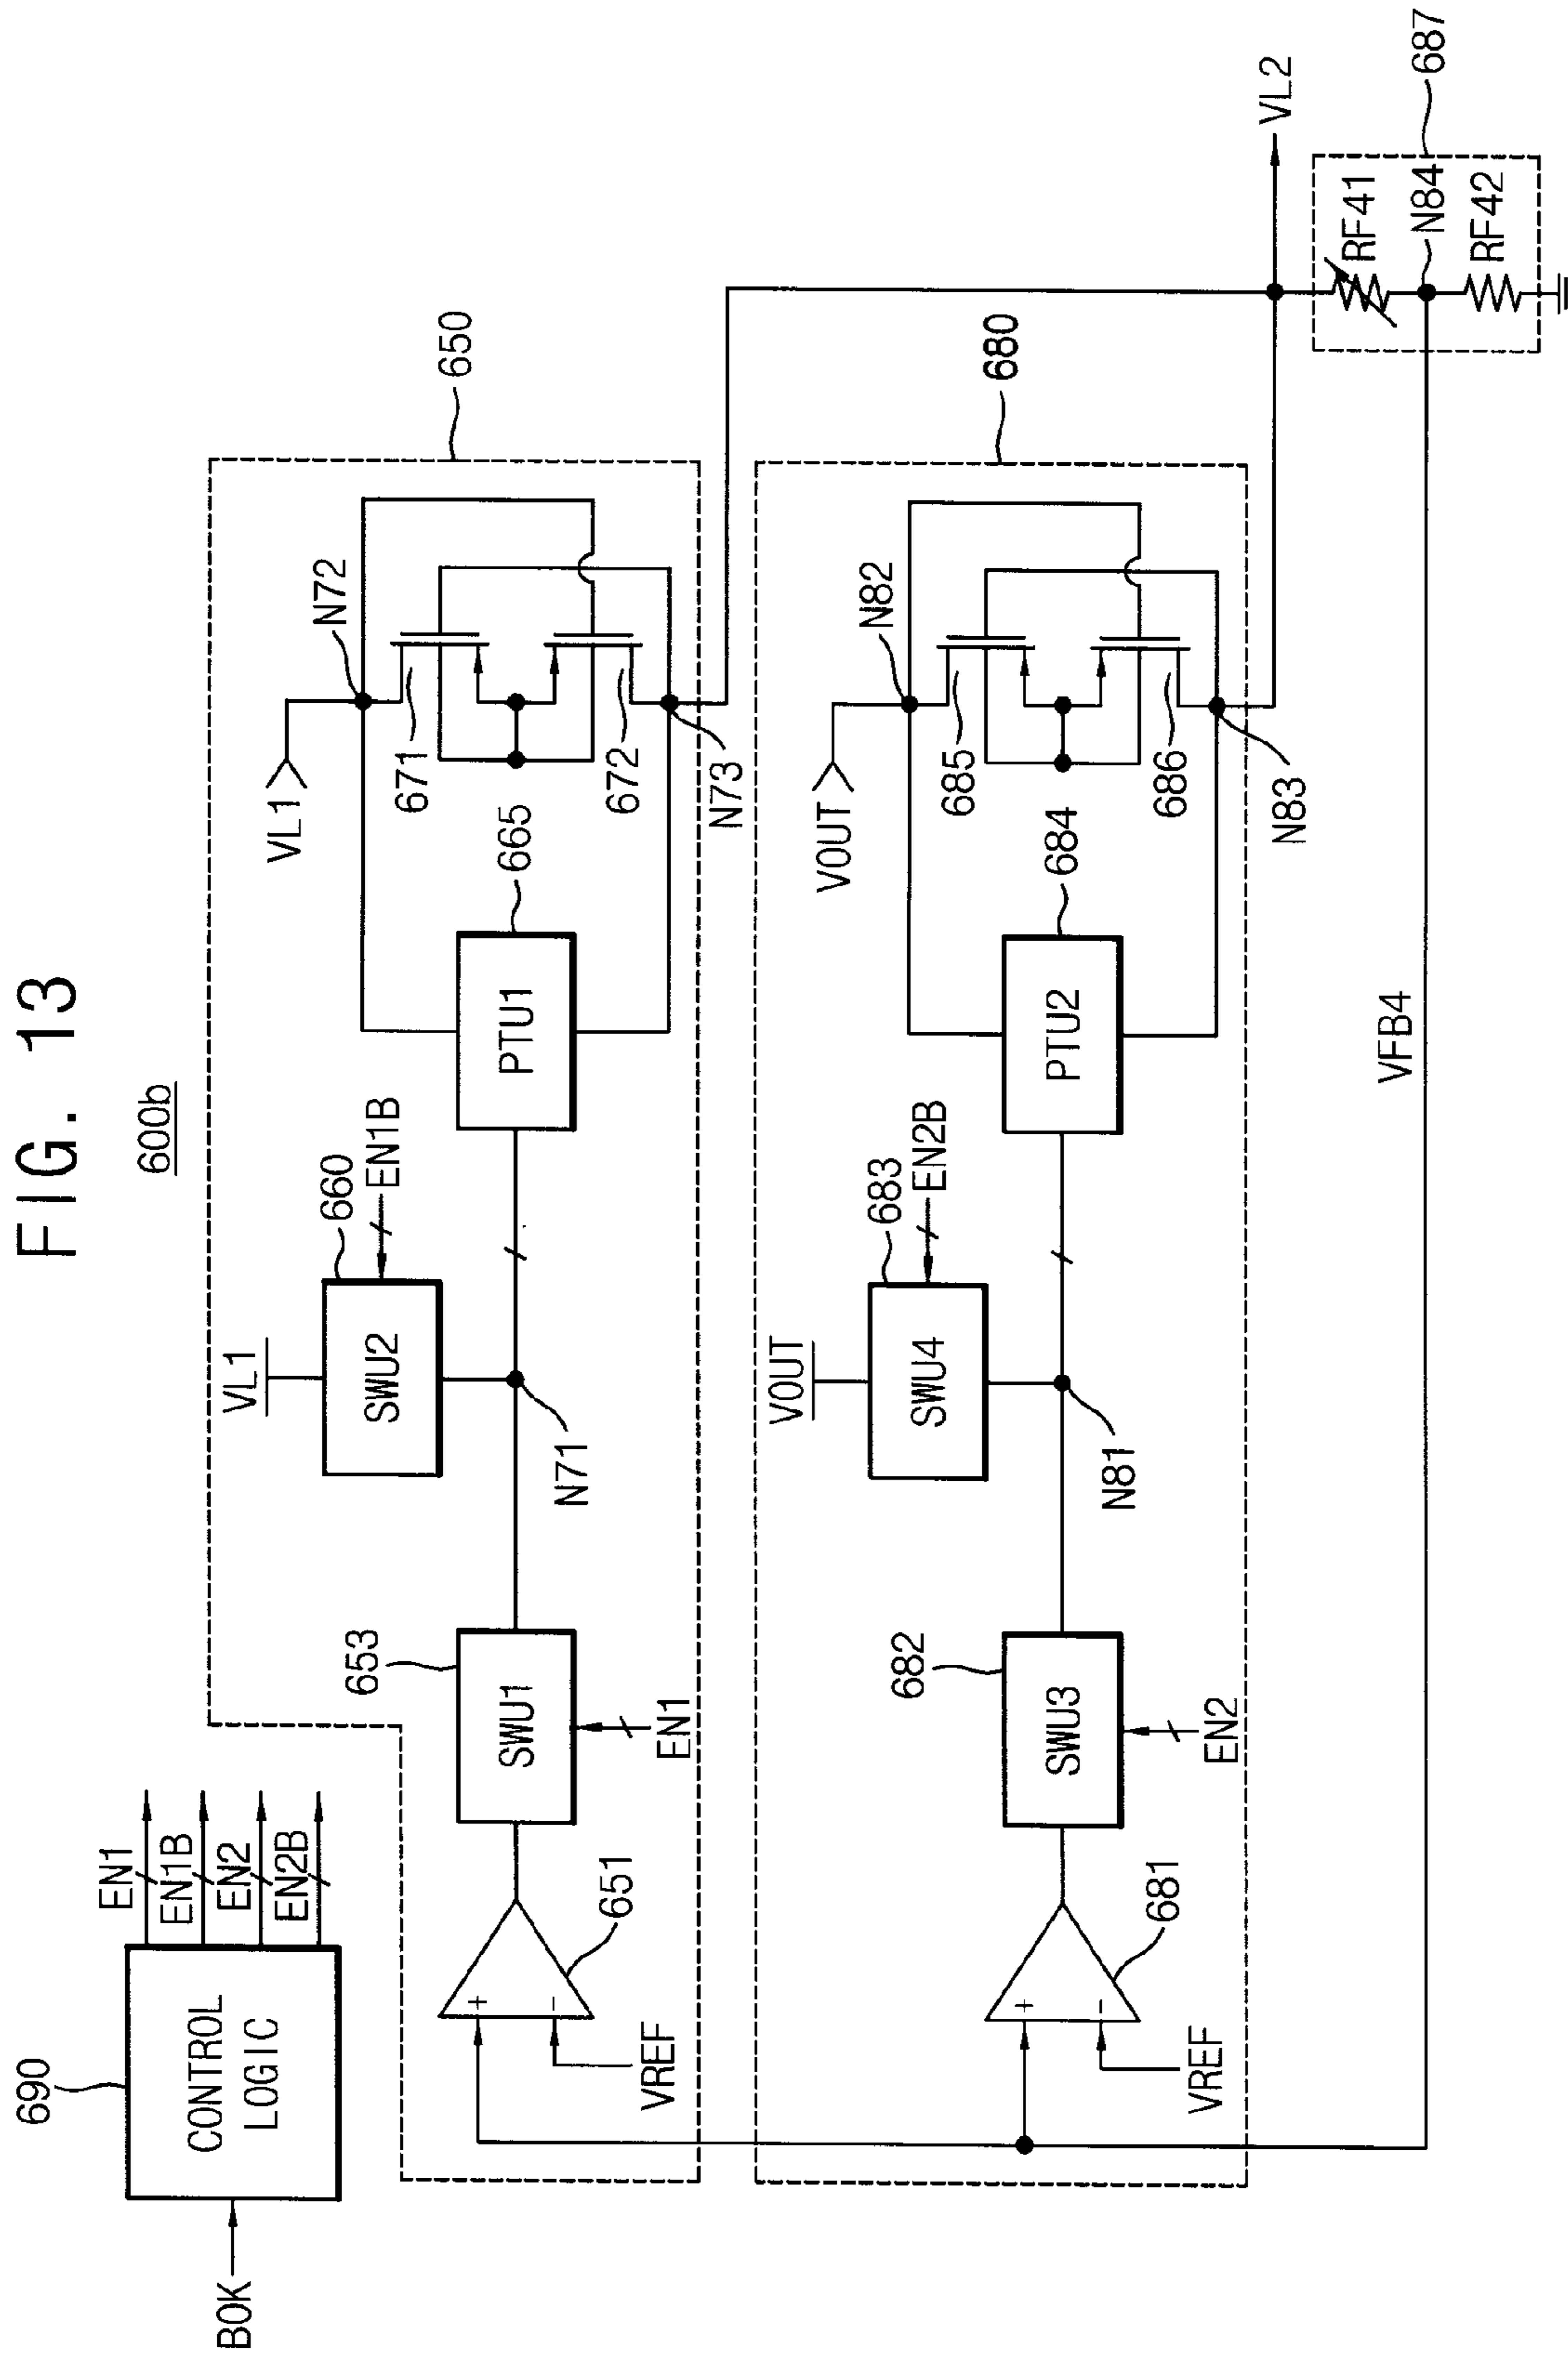 FIG. 13
600b
690
CONTROL
LOGIC
BOK
EN1
EN1B
EN2
EN2B
650
VL1
660
SWU2
EN1B
N71
653
SWU1
EN1
651
+
-
VREF
665
PTU1
VL1
N72
671
672
N73
680
VOUT
683
SWU4
EN2B
N81
682
SWU3
EN2
681
+
-
VREF
684
PTU2
VOUT
N82
685
686
N83
VL2
687
RF41
N84
RF42
VFB4